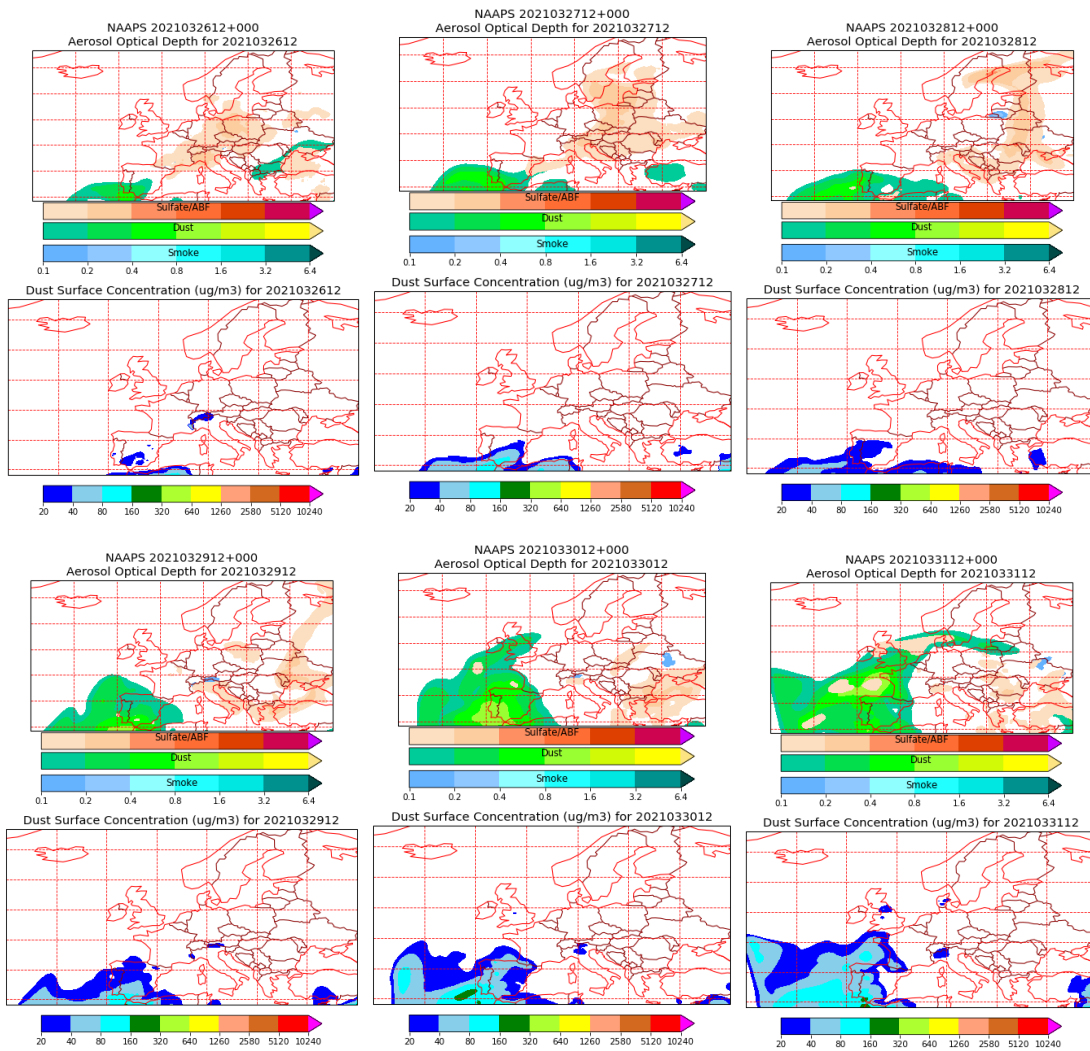 NAAPS 2021032612+000
Aerosol Optical Depth for 2021032612
Sulfate/ABF
Dust
Smoke
0.1 0.2 0.4 0.8 1.6 3.2 6.4
Dust Surface Concentration (ug/m3) for 2021032612
20 40 80 160 320 640 1260 2580 5120 10240
NAAPS 2021032712+000
Aerosol Optical Depth for 2021032712
Sulfate/ABF
Dust
Smoke
0.1 0.2 0.4 0.8 1.6 3.2 6.4
Dust Surface Concentration (ug/m3) for 2021032712
20 40 80 160 320 640 1260 2580 5120 10240
NAAPS 2021032812+000
Aerosol Optical Depth for 2021032812
Sulfate/ABF
Dust
Smoke
0.1 0.2 0.4 0.8 1.6 3.2 6.4
Dust Surface Concentration (ug/m3) for 2021032812
20 40 80 160 320 640 1260 2580 5120 10240
NAAPS 2021032912+000
Aerosol Optical Depth for 2021032912
Sulfate/ABF
Dust
Smoke
0.1 0.2 0.4 0.8 1.6 3.2 6.4
Dust Surface Concentration (ug/m3) for 2021032912
20 40 80 160 320 640 1260 2580 5120 10240
NAAPS 2021033012+000
Aerosol Optical Depth for 2021033012
Sulfate/ABF
Dust
Smoke
0.1 0.2 0.4 0.8 1.6 3.2 6.4
Dust Surface Concentration (ug/m3) for 2021033012
20 40 80 160 320 640 1260 2580 5120 10240
NAAPS 2021033112+000
Aerosol Optical Depth for 2021033112
Sulfate/ABF
Dust
Smoke
0.1 0.2 0.4 0.8 1.6 3.2 6.4
Dust Surface Concentration (ug/m3) for 2021033112
20 40 80 160 320 640 1260 2580 5120 10240